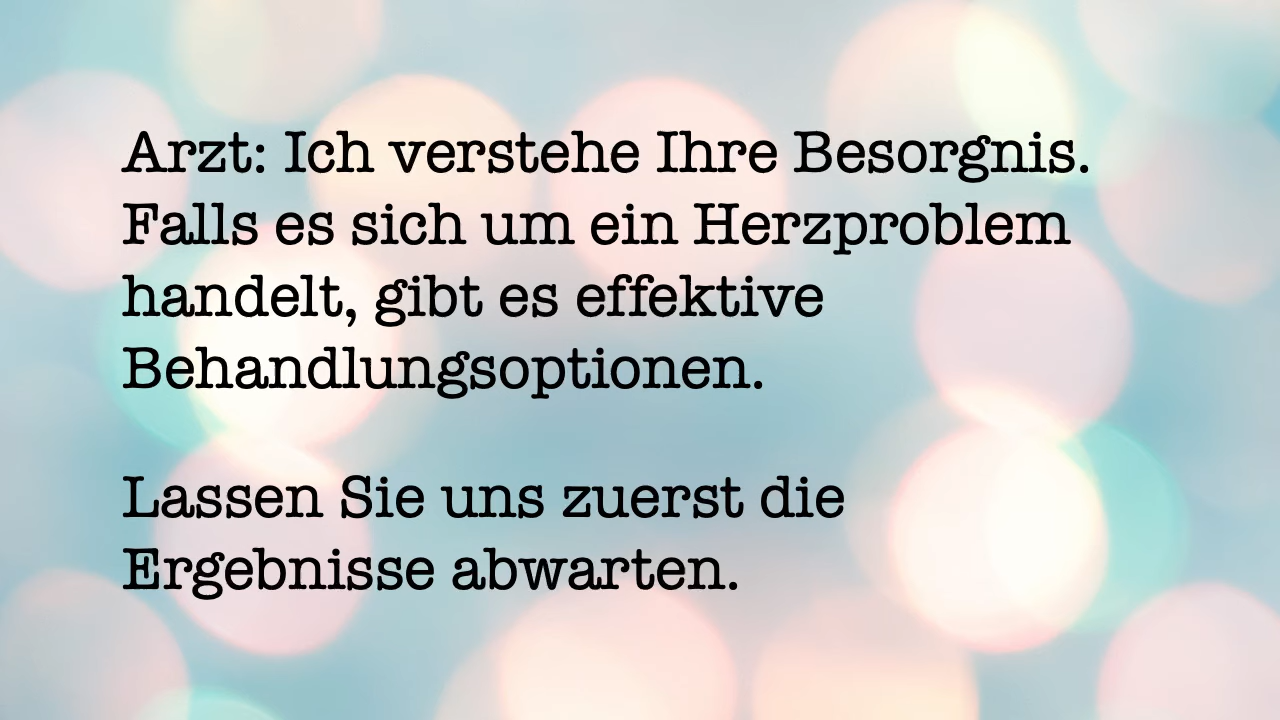 Arzt: Ich verstehe Ihre Besorgnis.
Falls es sich um ein Herzproblem
handelt, gibt es effektive
Behandlungsoptionen.
Lassen Sie uns zuerst die
Ergebnisse abwarten.